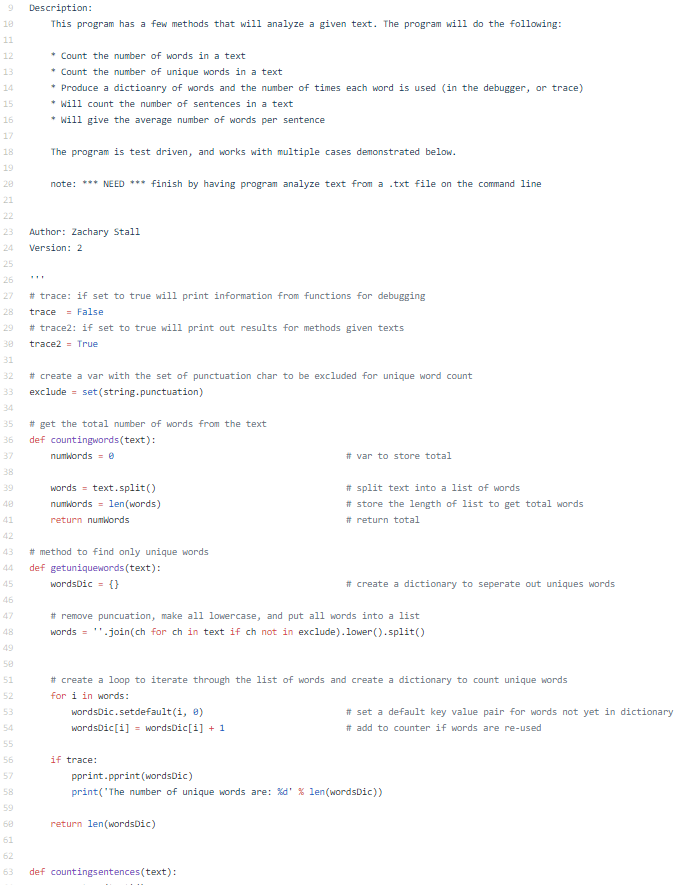 9 Description:
10 This program has a few methods that will analyze a given text. The program will do the following:
11
12 * Count the number of words in a text
13 * Count the number of unique words in a text
14 * Produce a dictioanry of words and the number of times each word is used (in the debugger, or trace)
15 * Will count the number of sentences in a text
16 * Will give the average number of words per sentence
17
18 The program is test driven, and works with multiple cases demonstrated below.
19
20 note: *** NEED *** finish by having program analyze text from a .txt file on the command line
21
22
23 Author: Zachary Stall
24 Version: 2
25
26 '''
27 # trace: if set to true will print information from functions for debugging
28 trace  = False
29 # trace2: if set to true will print out results for methods given texts
30 trace2 = True
31
32 # create a var with the set of punctuation char to be excluded for unique word count
33 exclude = set(string.punctuation)
34
35 # get the total number of words from the text
36 def countingwords(text):
37     numWords = 0 # var to store total
38
39     words = text.split() # split text into a list of words
40     numWords = len(words) # store the length of list to get total words
41     return numWords # return total
42
43 # method to find only unique words
44 def getuniquewords(text):
45     wordsDic = {} # create a dictionary to seperate out uniques words
46
47     # remove puncuation, make all lowercase, and put all words into a list
48     words = ''.join(ch for ch in text if ch not in exclude).lower().split()
49
50
51     # create a loop to iterate through the list of words and create a dictionary to count unique words
52     for i in words:
53         wordsDic.setdefault(i, 0) # set a default key value pair for words not yet in dictionary
54         wordsDic[i] = wordsDic[i] + 1 # add to counter if words are re-used
55
56     if trace:
57         pprint.pprint(wordsDic)
58         print('The number of unique words are: %d' % len(wordsDic))
59
60     return len(wordsDic)
61
62
63 def countingsentences(text):